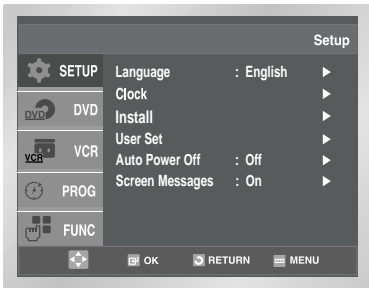 Setup
SETUP
DVD DVD
VCR VCR
PROG
FUNC
Language : English
Clock
Install
User Set
Auto Power Off : Off
Screen Messages : On
OK RETURN MENU